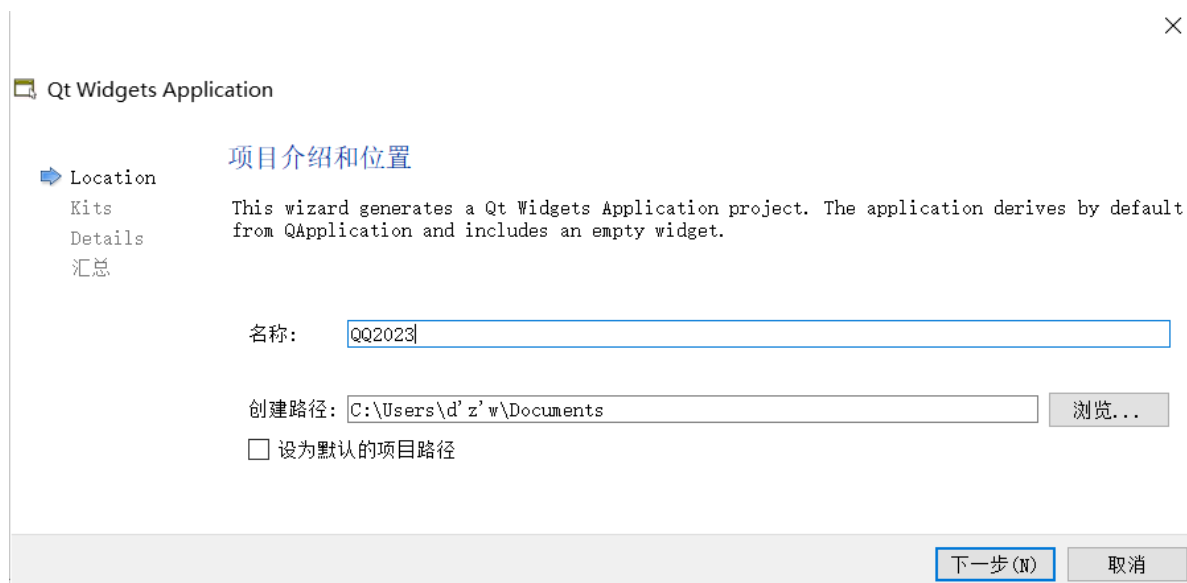 Qt Widgets Application
项目介绍和位置
Location
Kits
Details
汇总
This wizard generates a Qt Widgets Application project. The application derives by default
from QApplication and includes an empty widget.
名称: QQ2023
创建路径: C:\Users\d'z'w\Documents 浏览...
设为默认的项目路径
下一步(N) 取消